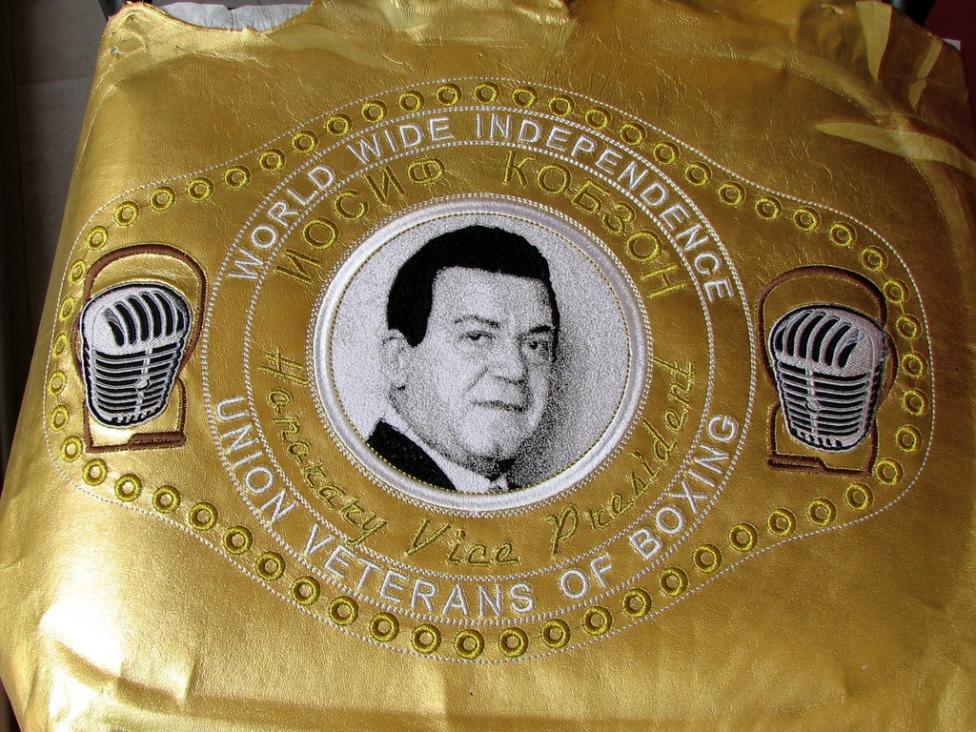 WORLD WIDE INDEPENDENCE
ИОСИФ КОБЗОН
Honorary Vice President
UNION VETERANS OF BOXING